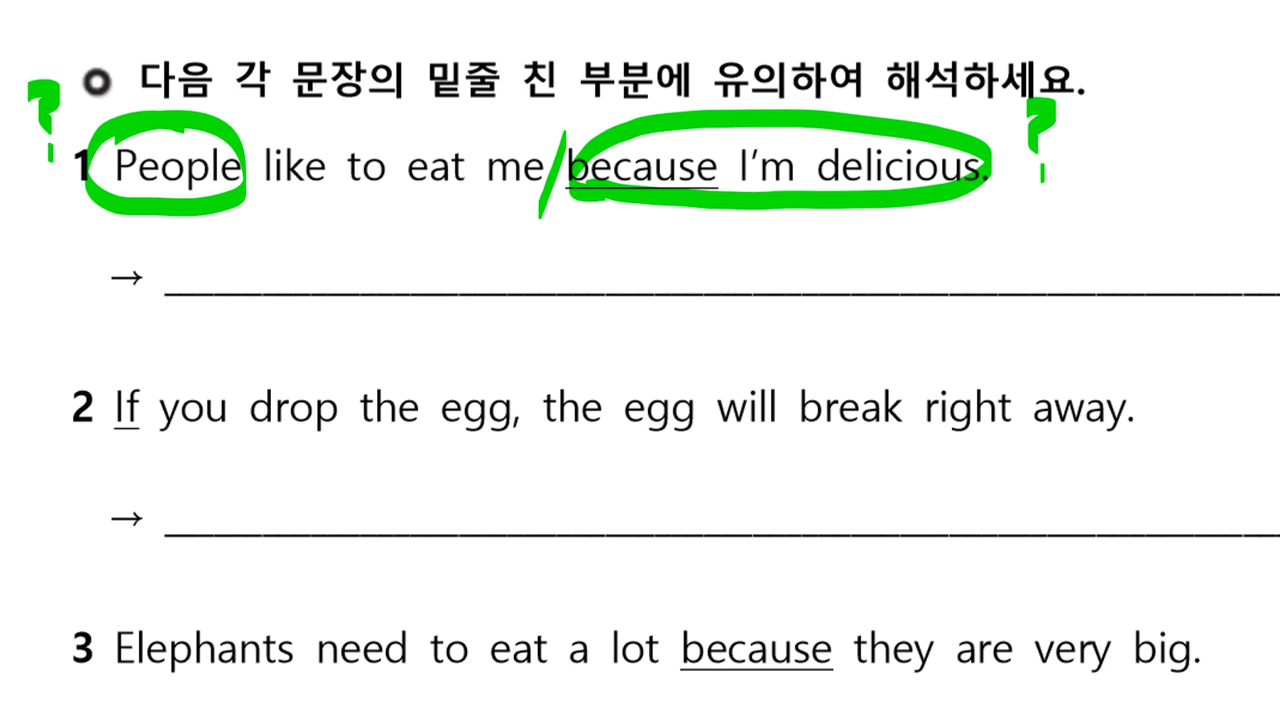 다음 각 문장의 밑줄 친 부분에 유의하여 해석하세요.
? 1 People like to eat me / because I'm delicious. ?
→ ____________________
2 If you drop the egg, the egg will break right away.
→ ____________________
3 Elephants need to eat a lot because they are very big.